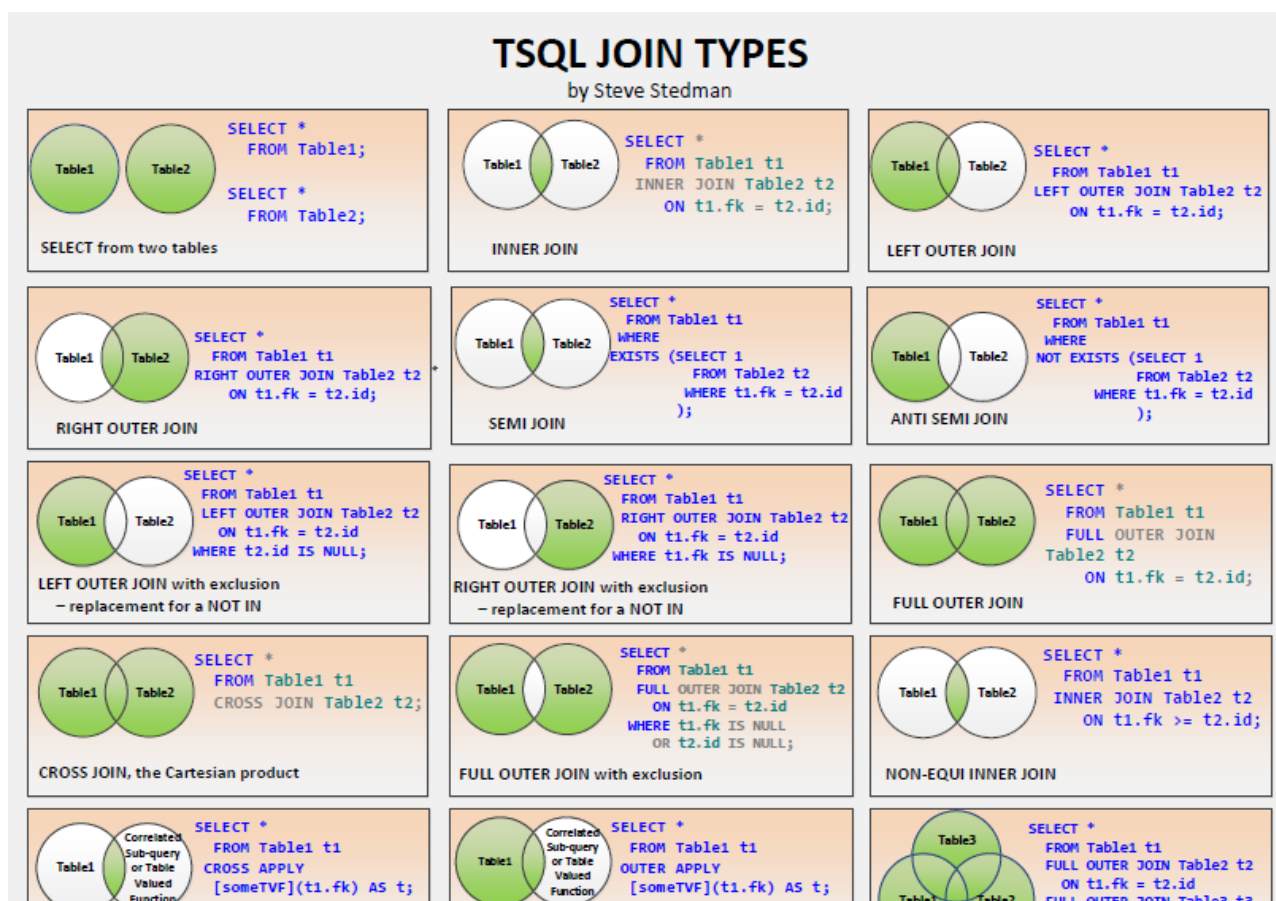 TSQL JOIN TYPES
by Steve Stedman
Table1
Table2
SELECT *
FROM Table1;
SELECT *
FROM Table2;
SELECT from two tables
Table1
Table2
SELECT *
FROM Table1 t1
INNER JOIN Table2 t2
ON t1.fk = t2.id;
INNER JOIN
Table1
Table2
SELECT *
FROM Table1 t1
LEFT OUTER JOIN Table2 t2
ON t1.fk = t2.id;
LEFT OUTER JOIN
Table1
Table2
SELECT *
FROM Table1 t1
RIGHT OUTER JOIN Table2 t2
ON t1.fk = t2.id;
RIGHT OUTER JOIN
Table1
Table2
SELECT *
FROM Table1 t1
WHERE
EXISTS (SELECT 1
FROM Table2 t2
WHERE t1.fk = t2.id
);
SEMI JOIN
Table1
Table2
SELECT *
FROM Table1 t1
WHERE
NOT EXISTS (SELECT 1
FROM Table2 t2
WHERE t1.fk = t2.id
);
ANTI SEMI JOIN
Table1
Table2
SELECT *
FROM Table1 t1
LEFT OUTER JOIN Table2 t2
ON t1.fk = t2.id
WHERE t2.id IS NULL;
LEFT OUTER JOIN with exclusion
– replacement for a NOT IN
Table1
Table2
SELECT *
FROM Table1 t1
RIGHT OUTER JOIN Table2 t2
ON t1.fk = t2.id
WHERE t1.fk IS NULL;
RIGHT OUTER JOIN with exclusion
– replacement for a NOT IN
Table1
Table2
SELECT *
FROM Table1 t1
FULL OUTER JOIN
Table2 t2
ON t1.fk = t2.id;
FULL OUTER JOIN
Table1
Table2
SELECT *
FROM Table1 t1
CROSS JOIN Table2 t2;
CROSS JOIN, the Cartesian product
Table1
Table2
SELECT *
FROM Table1 t1
FULL OUTER JOIN Table2 t2
ON t1.fk = t2.id
WHERE t1.fk IS NULL
OR t2.id IS NULL;
FULL OUTER JOIN with exclusion
Table1
Table2
SELECT *
FROM Table1 t1
INNER JOIN Table2 t2
ON t1.fk >= t2.id;
NON-EQUI INNER JOIN
Table1
Correlated
Sub-query
or Table
Valued
Function
SELECT *
FROM Table1 t1
CROSS APPLY
[someTVF](t1.fk) AS t;
Table1
Correlated
Sub-query
or Table
Valued
Function
SELECT *
FROM Table1 t1
OUTER APPLY
[someTVF](t1.fk) AS t;
Table3
Table1
Table2
SELECT *
FROM Table1 t1
FULL OUTER JOIN Table2 t2
ON t1.fk = t2.id
FULL OUTER JOIN Table3 t3